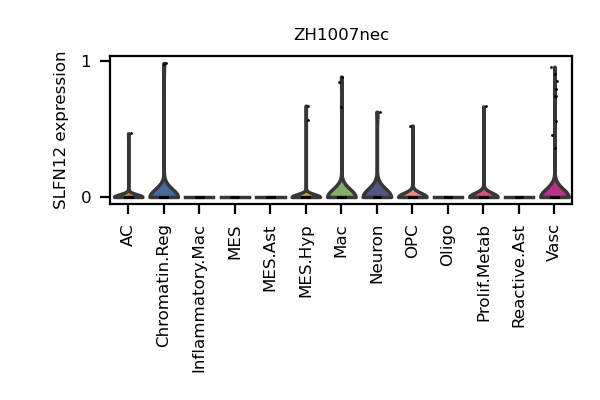 ZH1007nec
SLFN12 expression
1
0
AC
Chromatin.Reg
Inflammatory.Mac
MES
MES.Ast
MES.Hyp
Mac
Neuron
OPC
Oligo
Prolif.Metab
Reactive.Ast
Vasc